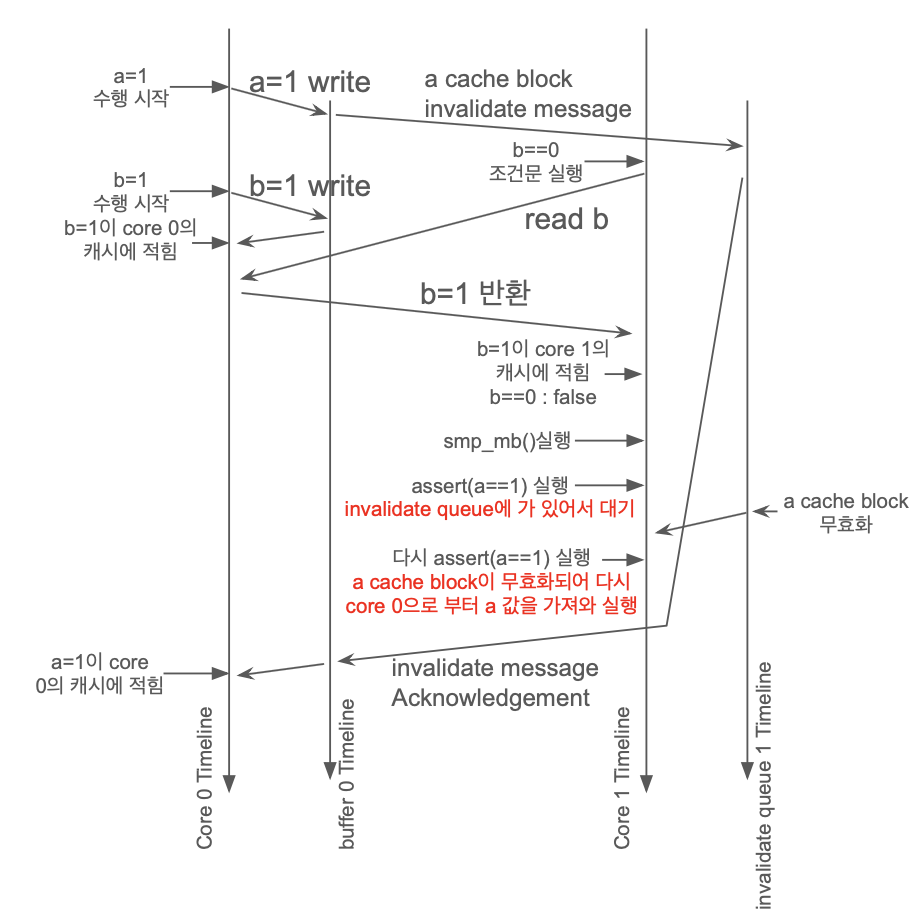 a=1
수행 시작
a=1 write
a cache block
invalidate message
b==0
조건문 실행
b=1
수행 시작
b=1 write
b=1이 core 0의
캐시에 적힘
read b
b=1 반환
b=1이 core 1의
캐시에 적힘
b==0 : false
smp_mb()실행
assert(a==1) 실행
invalidate queue에 가 있어서 대기
a cache block
무효화
다시 assert(a==1) 실행
a cache block이 무효화되어 다시
core 0으로 부터 a 값을 가져와 실행
a=1이 core
0의 캐시에 적힘
invalidate message
Acknowledgement
Core 0 Timeline
buffer 0 Timeline
Core 1 Timeline
invalidate queue 1 Timeline